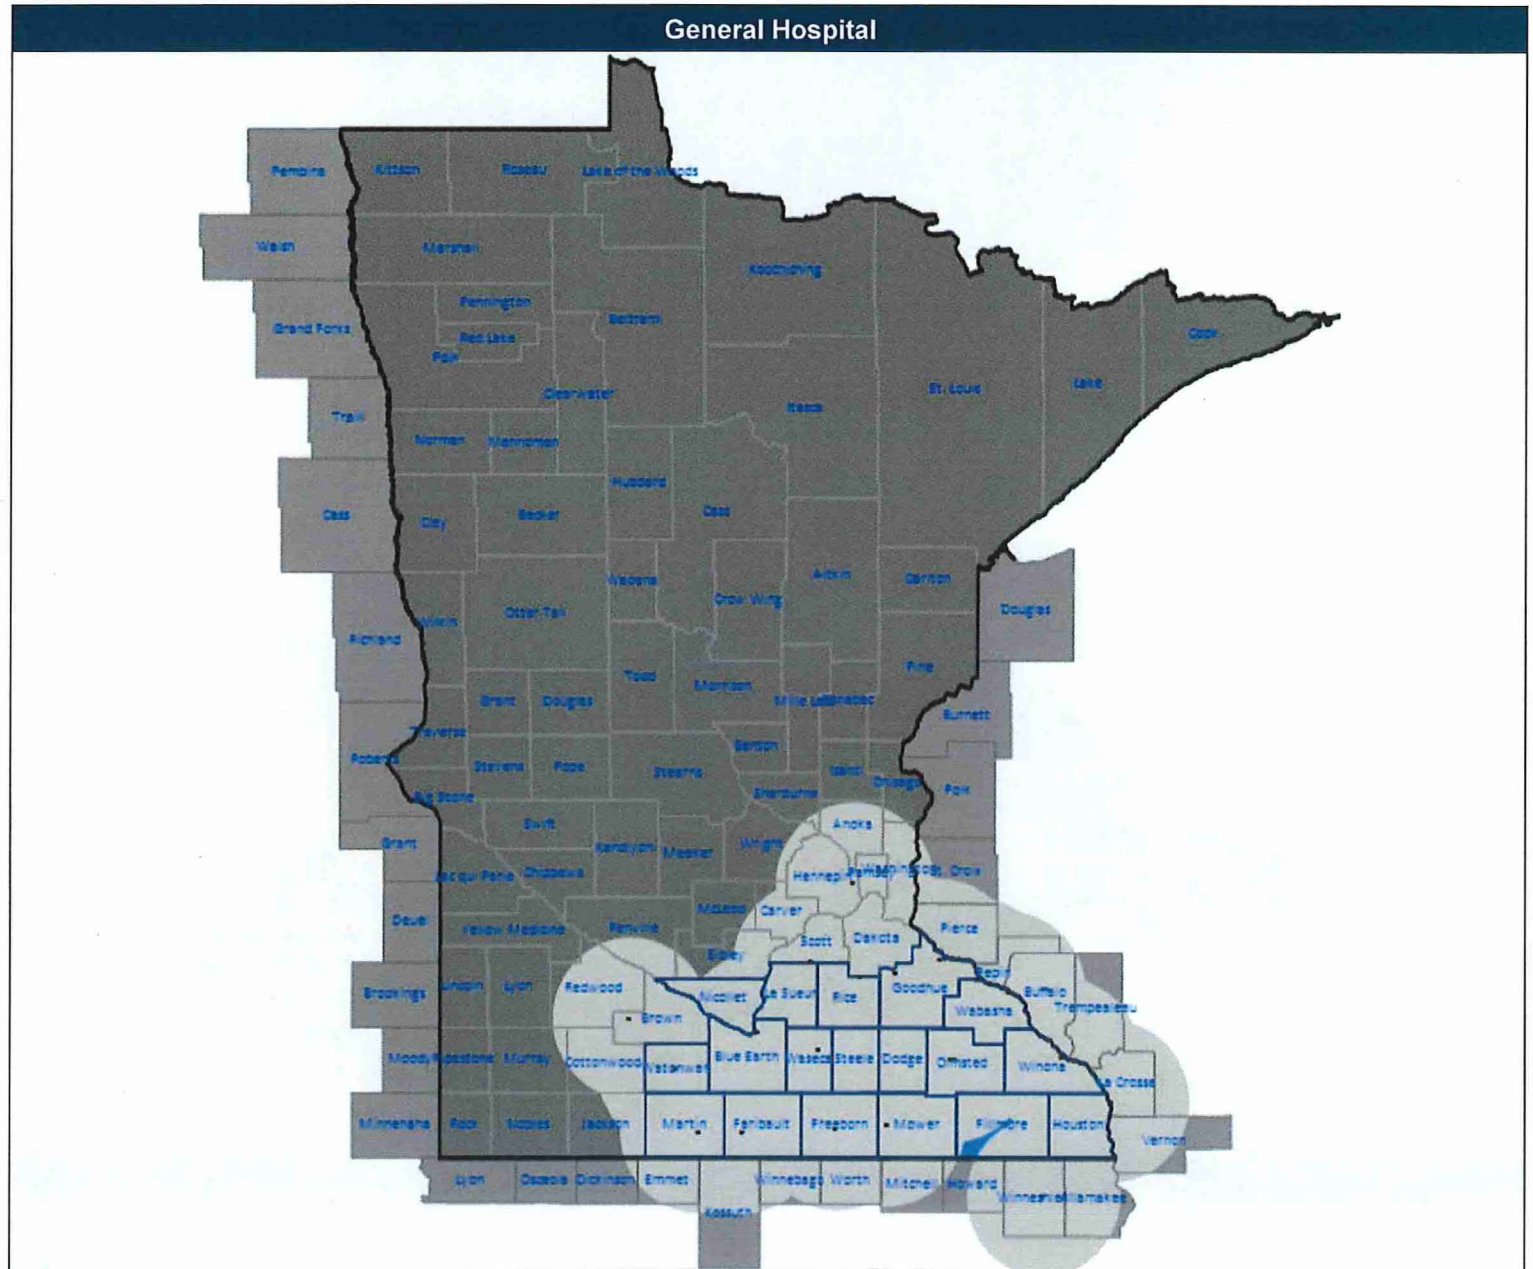 General Hospital
Pembina
Kittson
Roseau
Lake of the Woods
Walsh
Marshall
Koochiching
Pennington
Beltrami
Grand Forks
Red Lake
Polk
Cook
Clearwater
St. Louis
Lake
Itasca
Traill
Norman
Mahnomen
Hubbard
Cass
Cass
Clay
Becker
Wadena
Aitkin
Carlton
Crow Wing
Otter Tail
Douglas
Wilkin
Richland
Pine
Todd
Morrison
Grant
Douglas
Mille
Burnett
Traverse
Benton
Roberts
Stevens
Pope
Stearns
Isanti
Chisago
Sherburne
Polk
Big Stone
Swift
Anoka
Grant
Kandiyohi
Meeker
Wright
Lac qui Parle
Chippewa
Hennepin
St. Croix
McLeod
Carver
Deuel
Yellow Medicine
Renville
Scott
Dakota
Pierce
Sibley
Pepin
Brookings
Lincoln
Lyon
Redwood
Nicollet
Le Sueur
Rice
Goodhue
Buffalo
Trempealeau
Brown
Wabasha
Moody
Pipestone
Murray
Cottonwood
Watonwan
Blue Earth
Waseca
Steele
Dodge
Olmsted
Winona
La Crosse
Minnehaha
Rock
Nobles
Jackson
Martin
Faribault
Freeborn
Mower
Fillmore
Houston
Vernon
Lyon
Osceola
Dickinson
Emmet
Winnebago
Worth
Mitchell
Howard
Kossuth